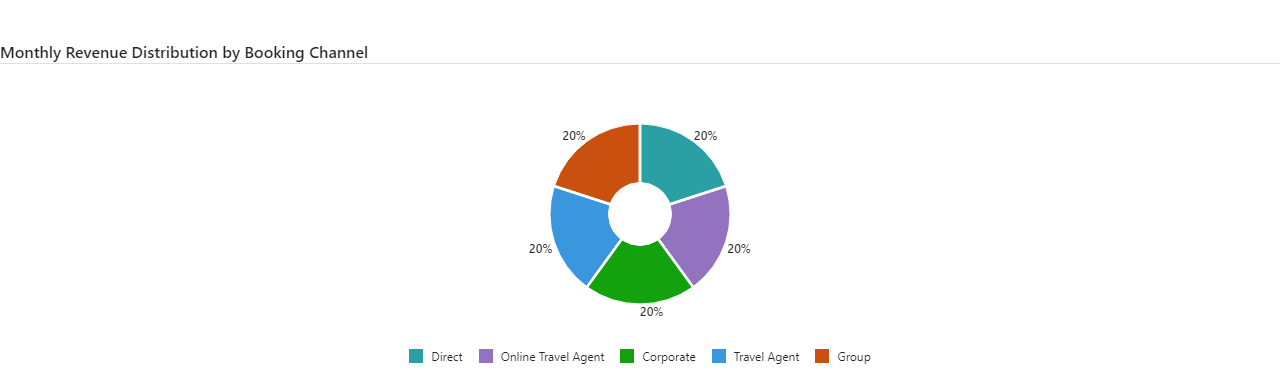 Monthly Revenue Distribution by Booking Channel
20% 20%
20% 20%
20%
Direct Online Travel Agent Corporate Travel Agent Group